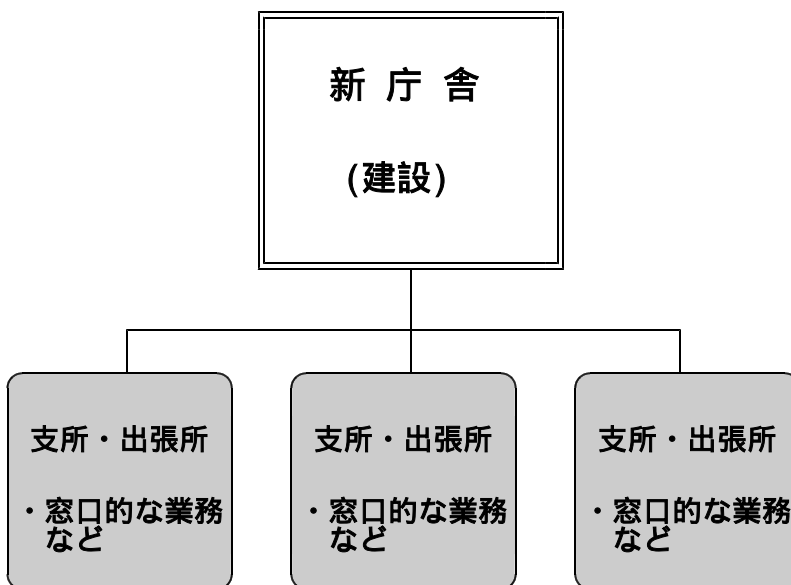 新 庁 舎
(建設)
支所・出張所
・窓口的な業務
など
支所・出張所
・窓口的な業務
など
支所・出張所
・窓口的な業務
など